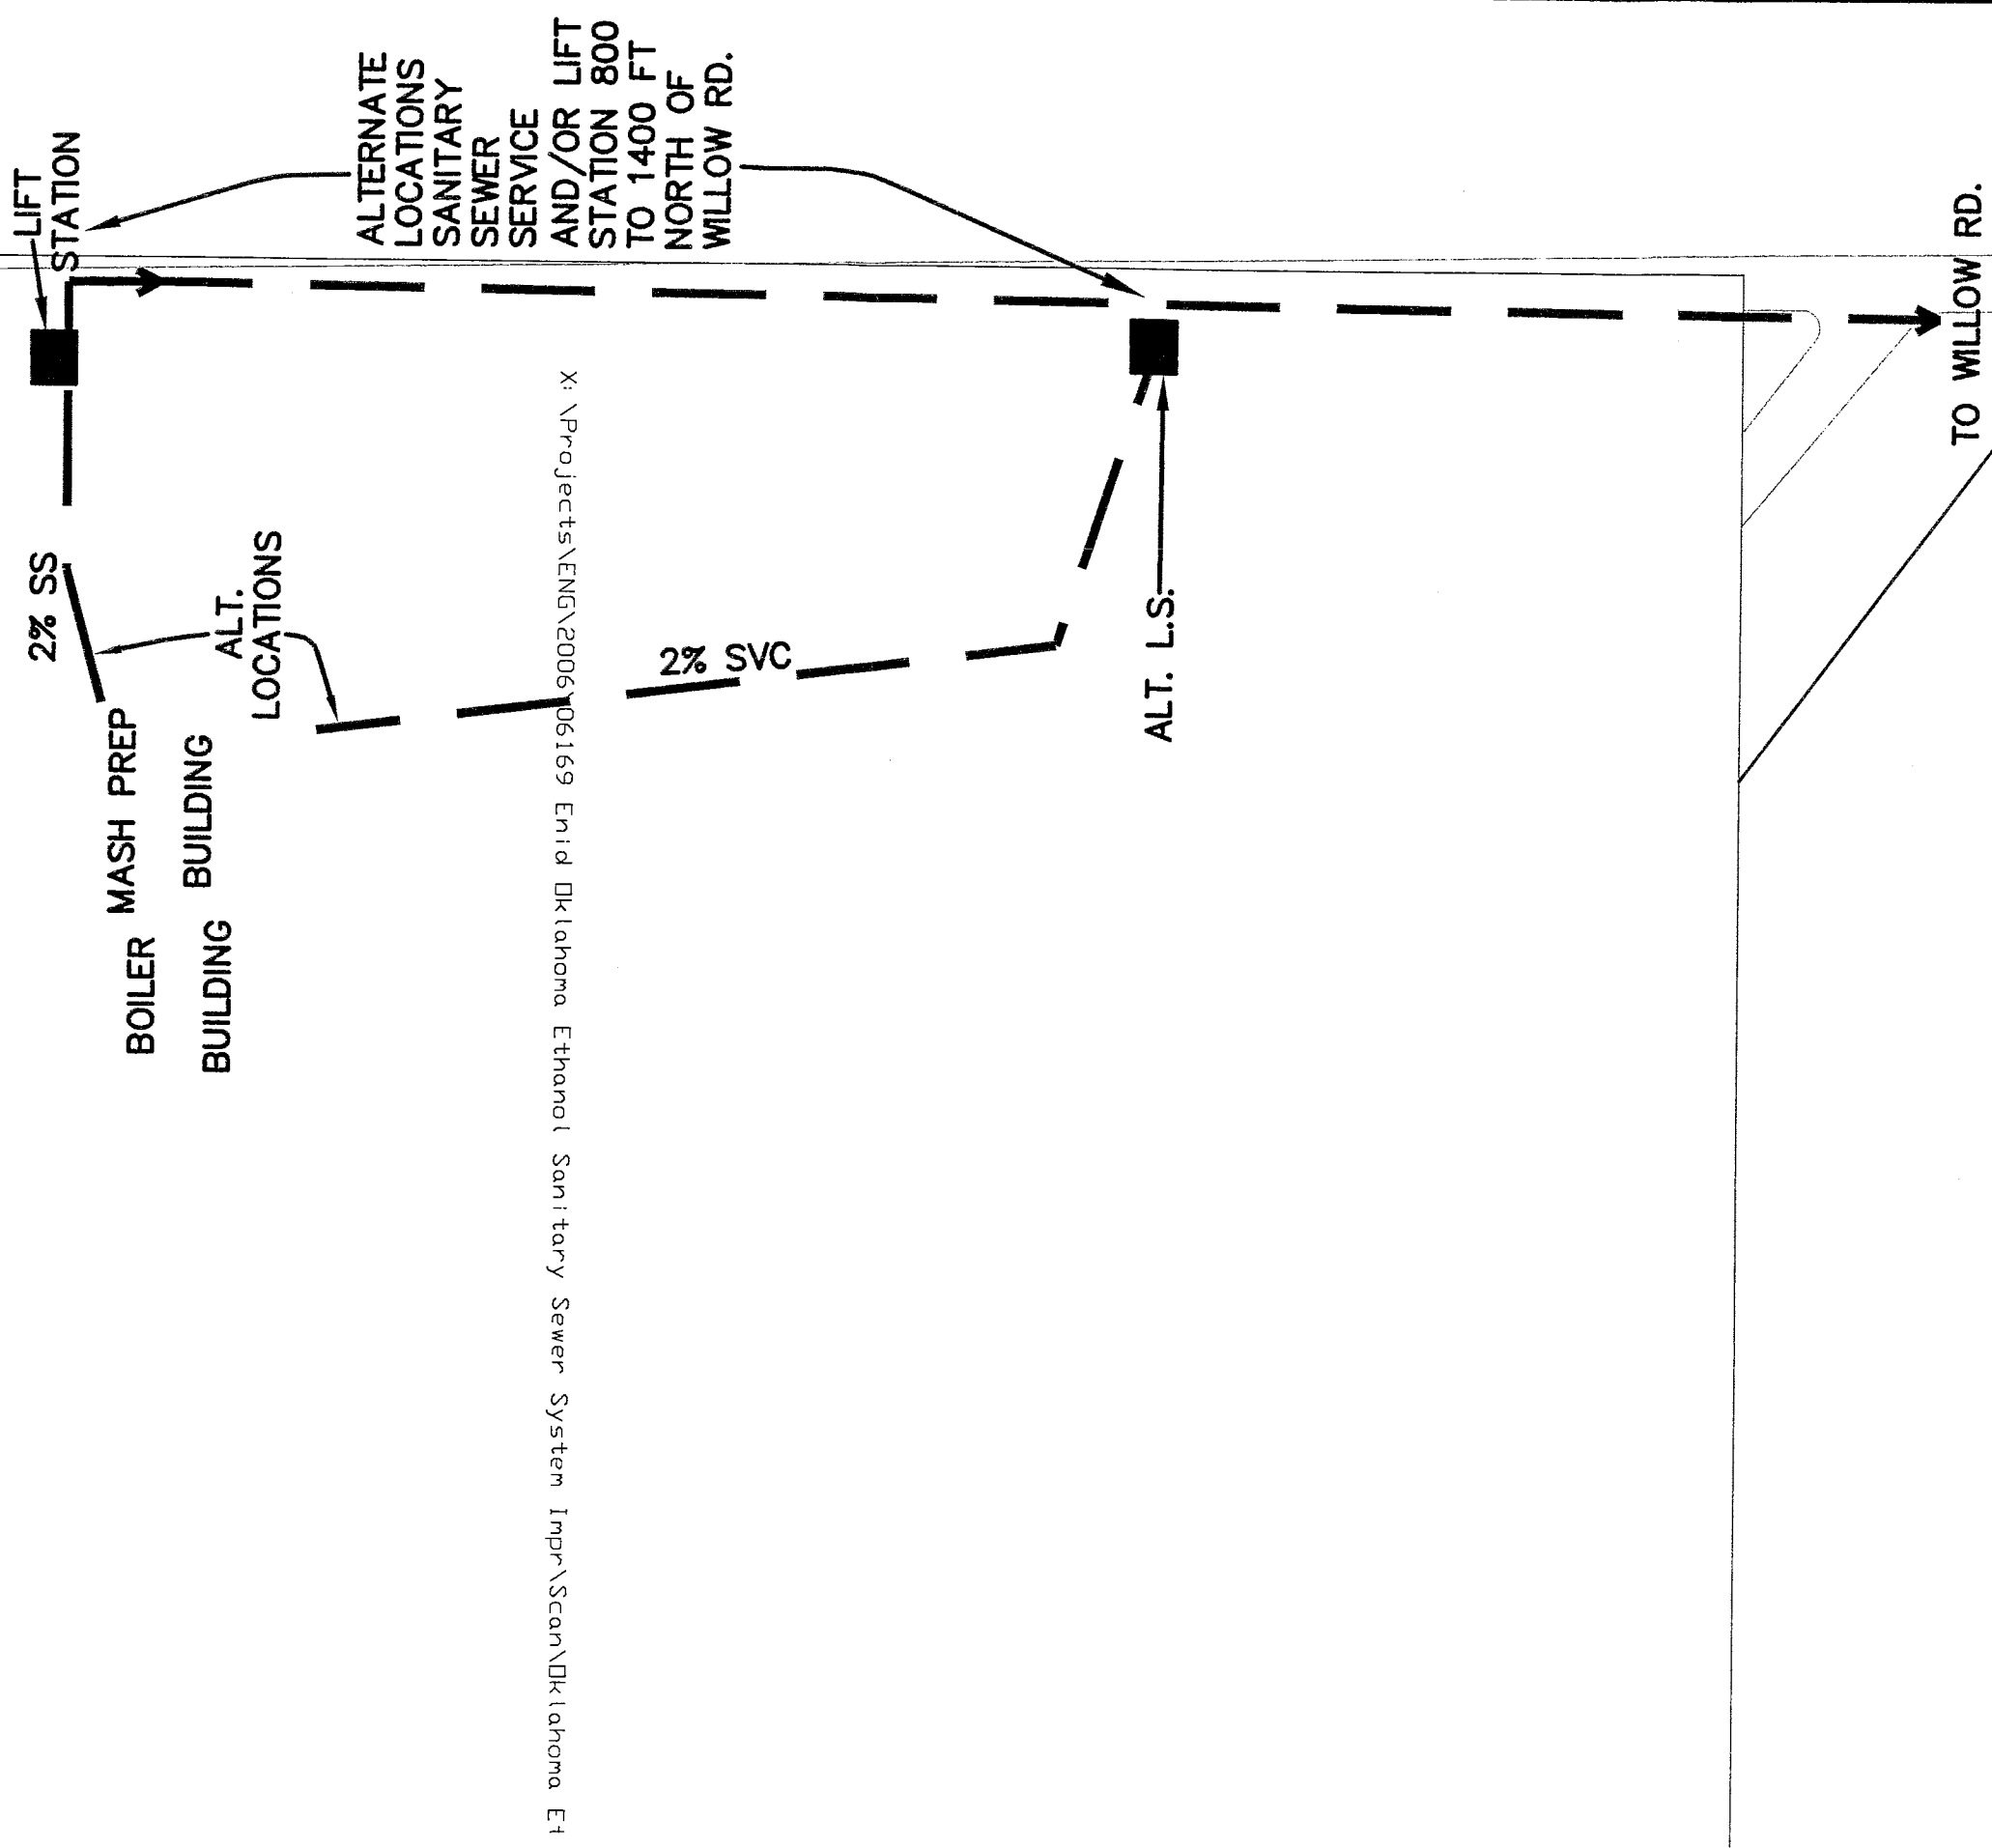 LIFT
STATION
ALTERNATE
LOCATIONS
SANITARY
SEWER
SERVICE
AND/OR LIFT
STATION 800
TO 1400 FT
NORTH OF
WILLOW RD.
2% SS
ALT.
LOCATIONS
MASH PREP
BUILDING
BOILER
BUILDING
2% SVC
ALT. L.S.
TO WILLOW RD.
X: \Projects\ENG\2006\06169 Enid Oklahoma Ethanol Sanitary Sewer System Impr\Scan\Oklahoma Et